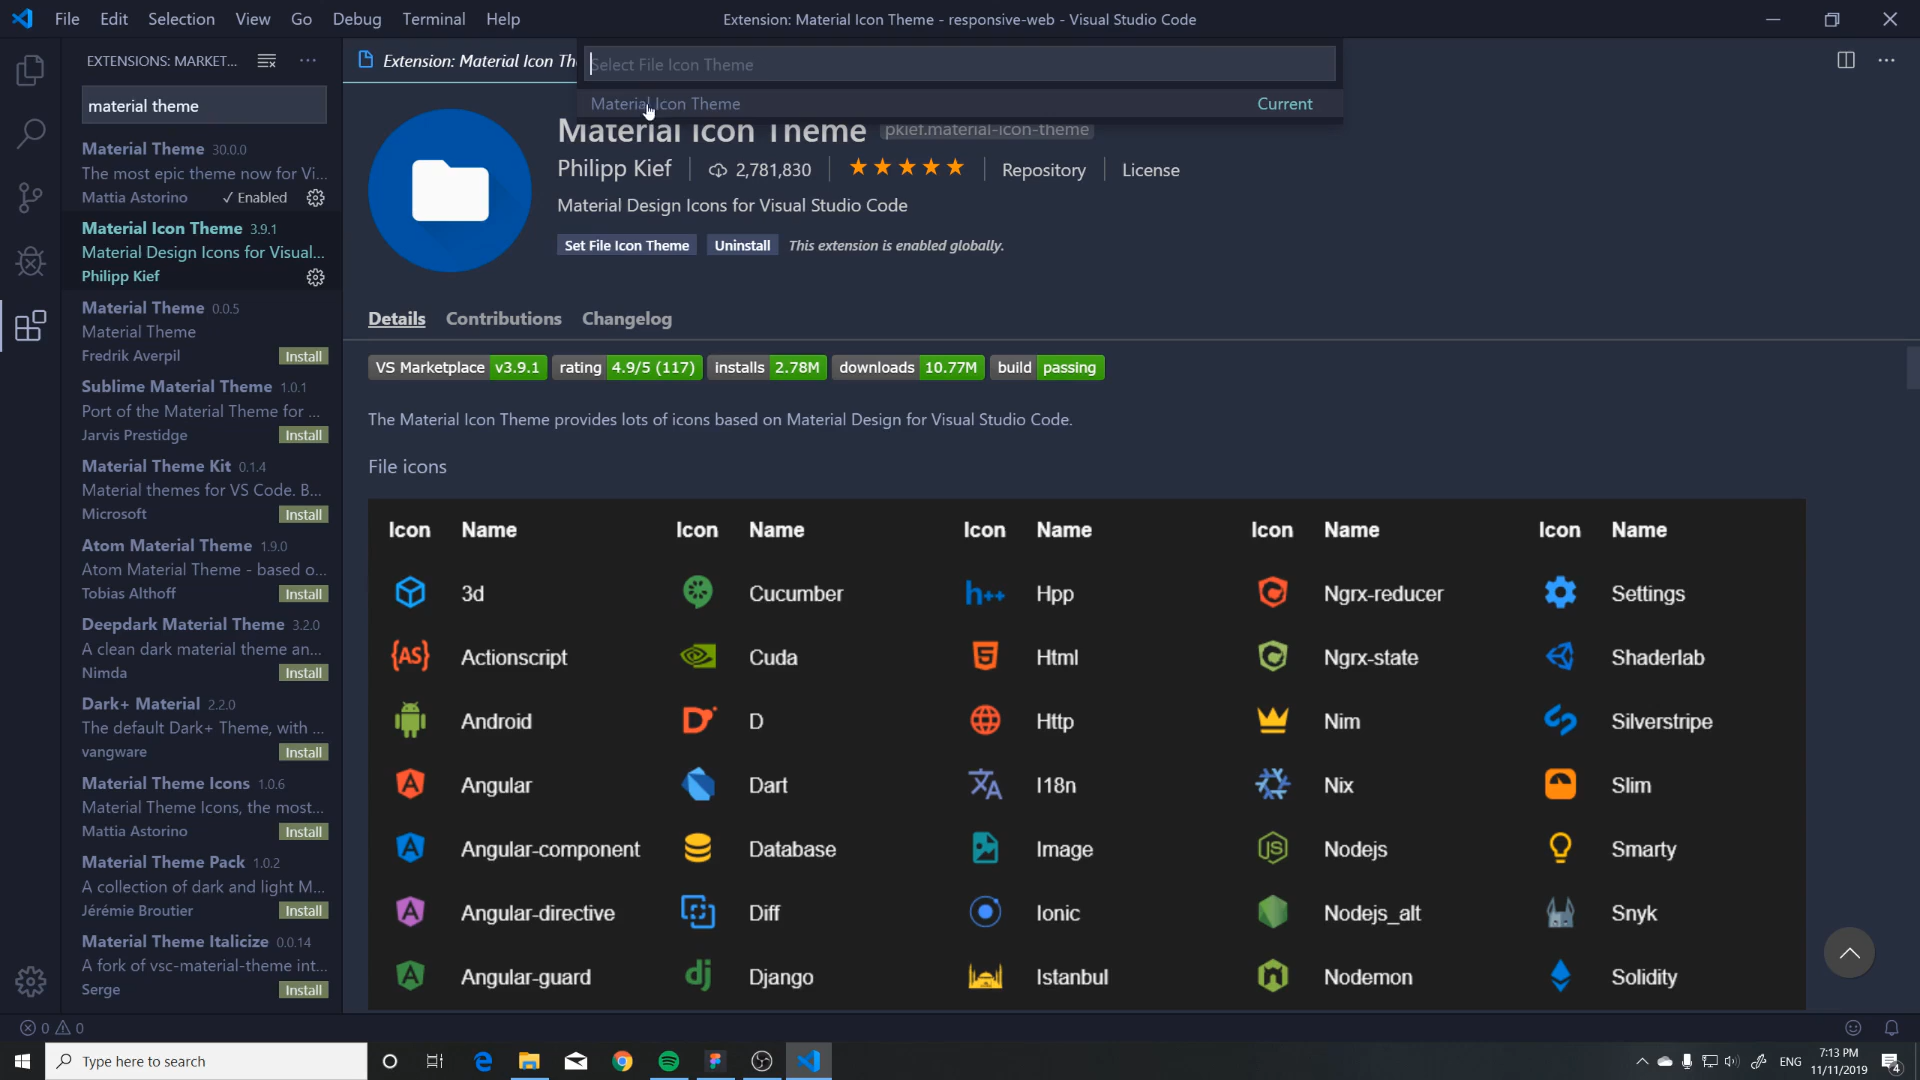 File Edit Selection View Go Debug Terminal Help
Extension: Material Icon Theme - responsive-web - Visual Studio Code
EXTENSIONS: MARKET...
material theme
Material Theme 30.0.0
The most epic theme now for Vi...
Mattia Astorino ✓ Enabled
Material Icon Theme 3.9.1
Material Design Icons for Visual...
Philipp Kief
Material Theme 0.0.5
Material Theme
Fredrik Averpil Install
Sublime Material Theme 1.0.1
Port of the Material Theme for ...
Jarvis Prestidge Install
Material Theme Kit 0.1.4
Material themes for VS Code. B...
Microsoft Install
Atom Material Theme 1.9.0
Atom Material Theme - based o...
Tobias Althoff Install
Deepdark Material Theme 3.2.0
A clean dark material theme an...
Nimda Install
Dark+ Material 2.2.0
The default Dark+ Theme, with ...
vangware Install
Material Theme Icons 1.0.6
Material Theme Icons, the most...
Mattia Astorino Install
Material Theme Pack 1.0.2
A collection of dark and light M...
Jérémie Broutier Install
Material Theme Italicize 0.0.14
A fork of vsc-material-theme int...
Serge Install
Extension: Material Icon Th
Select File Icon Theme
Material Icon Theme Current
Material Icon Theme pkief.material-icon-theme
Philipp Kief 2,781,830 Repository License
Material Design Icons for Visual Studio Code
Set File Icon Theme Uninstall This extension is enabled globally.
Details Contributions Changelog
VS Marketplace v3.9.1 rating 4.9/5 (117) installs 2.78M downloads 10.77M build passing
The Material Icon Theme provides lots of icons based on Material Design for Visual Studio Code.
File icons
Icon Name Icon Name Icon Name Icon Name Icon Name
3d Cucumber h++ Hpp Ngrx-reducer Settings
{AS} Actionscript Cuda 5 Html Ngrx-state Shaderlab
Android D D Http Nim Silverstripe
A Angular Dart I18n Nix Slim
A Angular-component Database Image JS Nodejs Smarty
A Angular-directive Diff Ionic Nodejs_alt Snyk
A Angular-guard dj Django Istanbul Nodemon Solidity
0 0
Type here to search
ENG 7:13 PM
11/11/2019 4